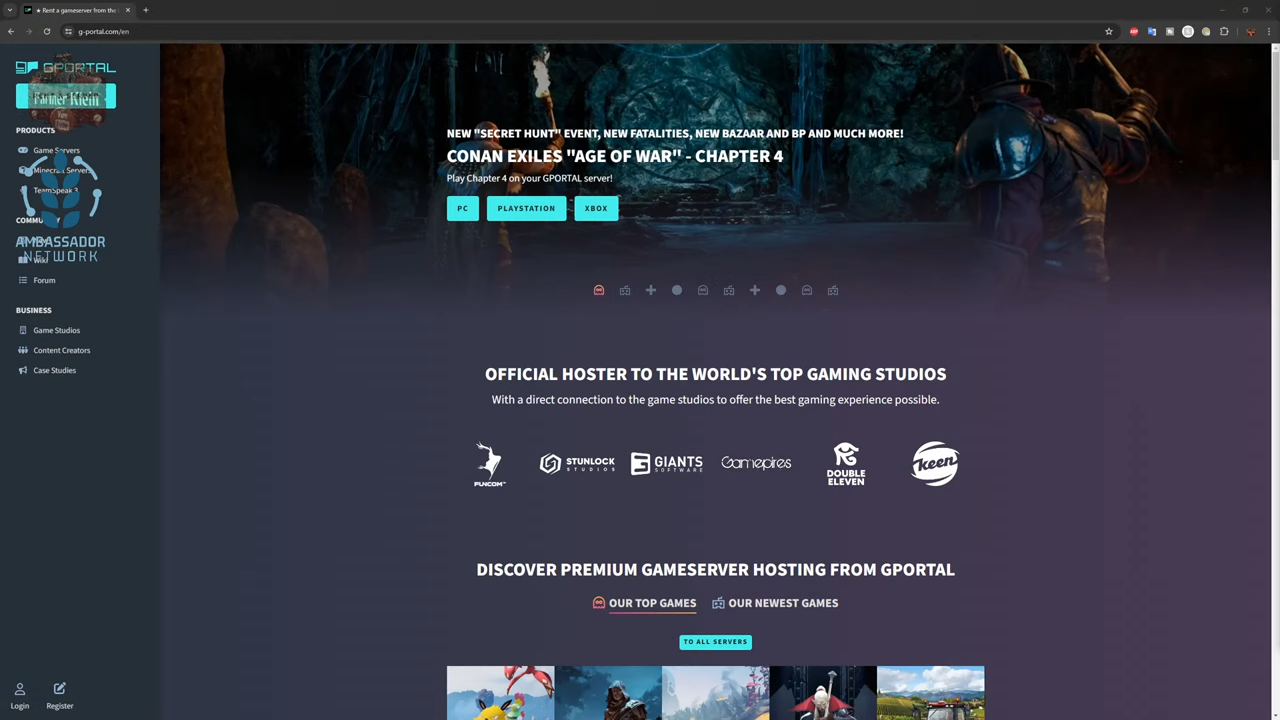 ★ Rent a gameserver from the
g-portal.com/en
GPORTAL
Farmer Klein
PRODUCTS
Game Servers
Minecraft Servers
TeamSpeak 3
COMMUNITY
AMBASSADOR
NETWORK
Wiki
Forum
BUSINESS
Game Studios
Content Creators
Case Studies
Login
Register
NEW "SECRET HUNT" EVENT, NEW FATALITIES, NEW BAZAAR AND BP AND MUCH MORE!
CONAN EXILES "AGE OF WAR" - CHAPTER 4
Play Chapter 4 on your GPORTAL server!
PC PLAYSTATION XBOX
OFFICIAL HOSTER TO THE WORLD'S TOP GAMING STUDIOS
With a direct connection to the game studios to offer the best gaming experience possible.
FUNCOM
STUNLOCK
STUDIOS
GIANTS
SOFTWARE
Gamepires
DOUBLE
ELEVEN
keen
DISCOVER PREMIUM GAMESERVER HOSTING FROM GPORTAL
OUR TOP GAMES OUR NEWEST GAMES
TO ALL SERVERS